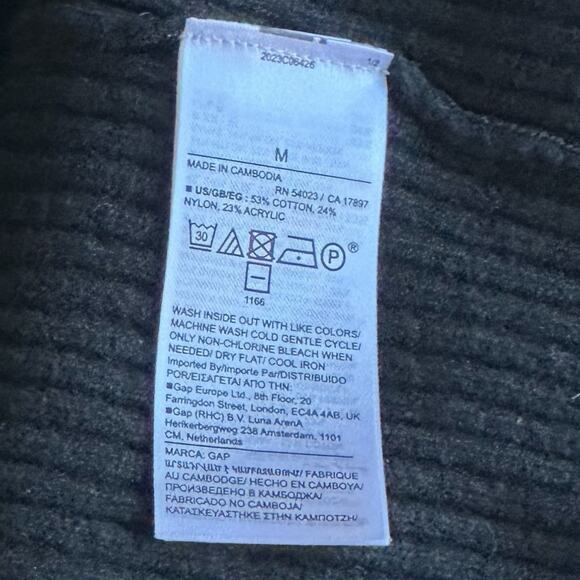 2023C06426
1/2
M
MADE IN CAMBODIA
RN 54023 / CA 17897
■ US/GB/EG : 53% COTTON, 24%
NYLON, 23% ACRYLIC
30
P ®
1166
WASH INSIDE OUT WITH LIKE COLORS/
MACHINE WASH COLD GENTLE CYCLE/
ONLY NON-CHLORINE BLEACH WHEN
NEEDED/ DRY FLAT/ COOL IRON
Imported By/Importe Par/DISTRIBUIDO
POR/ΕΙΣΑΓΕΤΑΙ ΑΠΟ ΤΗΝ:
■Gap Europe Ltd., 8th Floor, 20
Farringdon Street, London, EC4A 4AB, UK
■Gap (RHC) B.V. Luna ArenA
Herikerbergweg 238 Amsterdam, 1101
CM, Netherlands
MARCA: GAP
ԱՐՏԱԴՐՎԱԾ Է ԿԱՄԲՈՋԱՅՈՒՄ/ FABRIQUE
AU CAMBODGE/ HECHO EN CAMBOYA/
ПРОИЗВЕДЕНО В КАМБОДЖА/
FABRICADO NO CAMBOJA/
ΚΑΤΑΣΚΕΥΑΣΤΗΚΕ ΣΤΗΝ ΚΑΜΠΟΤΖΗ/